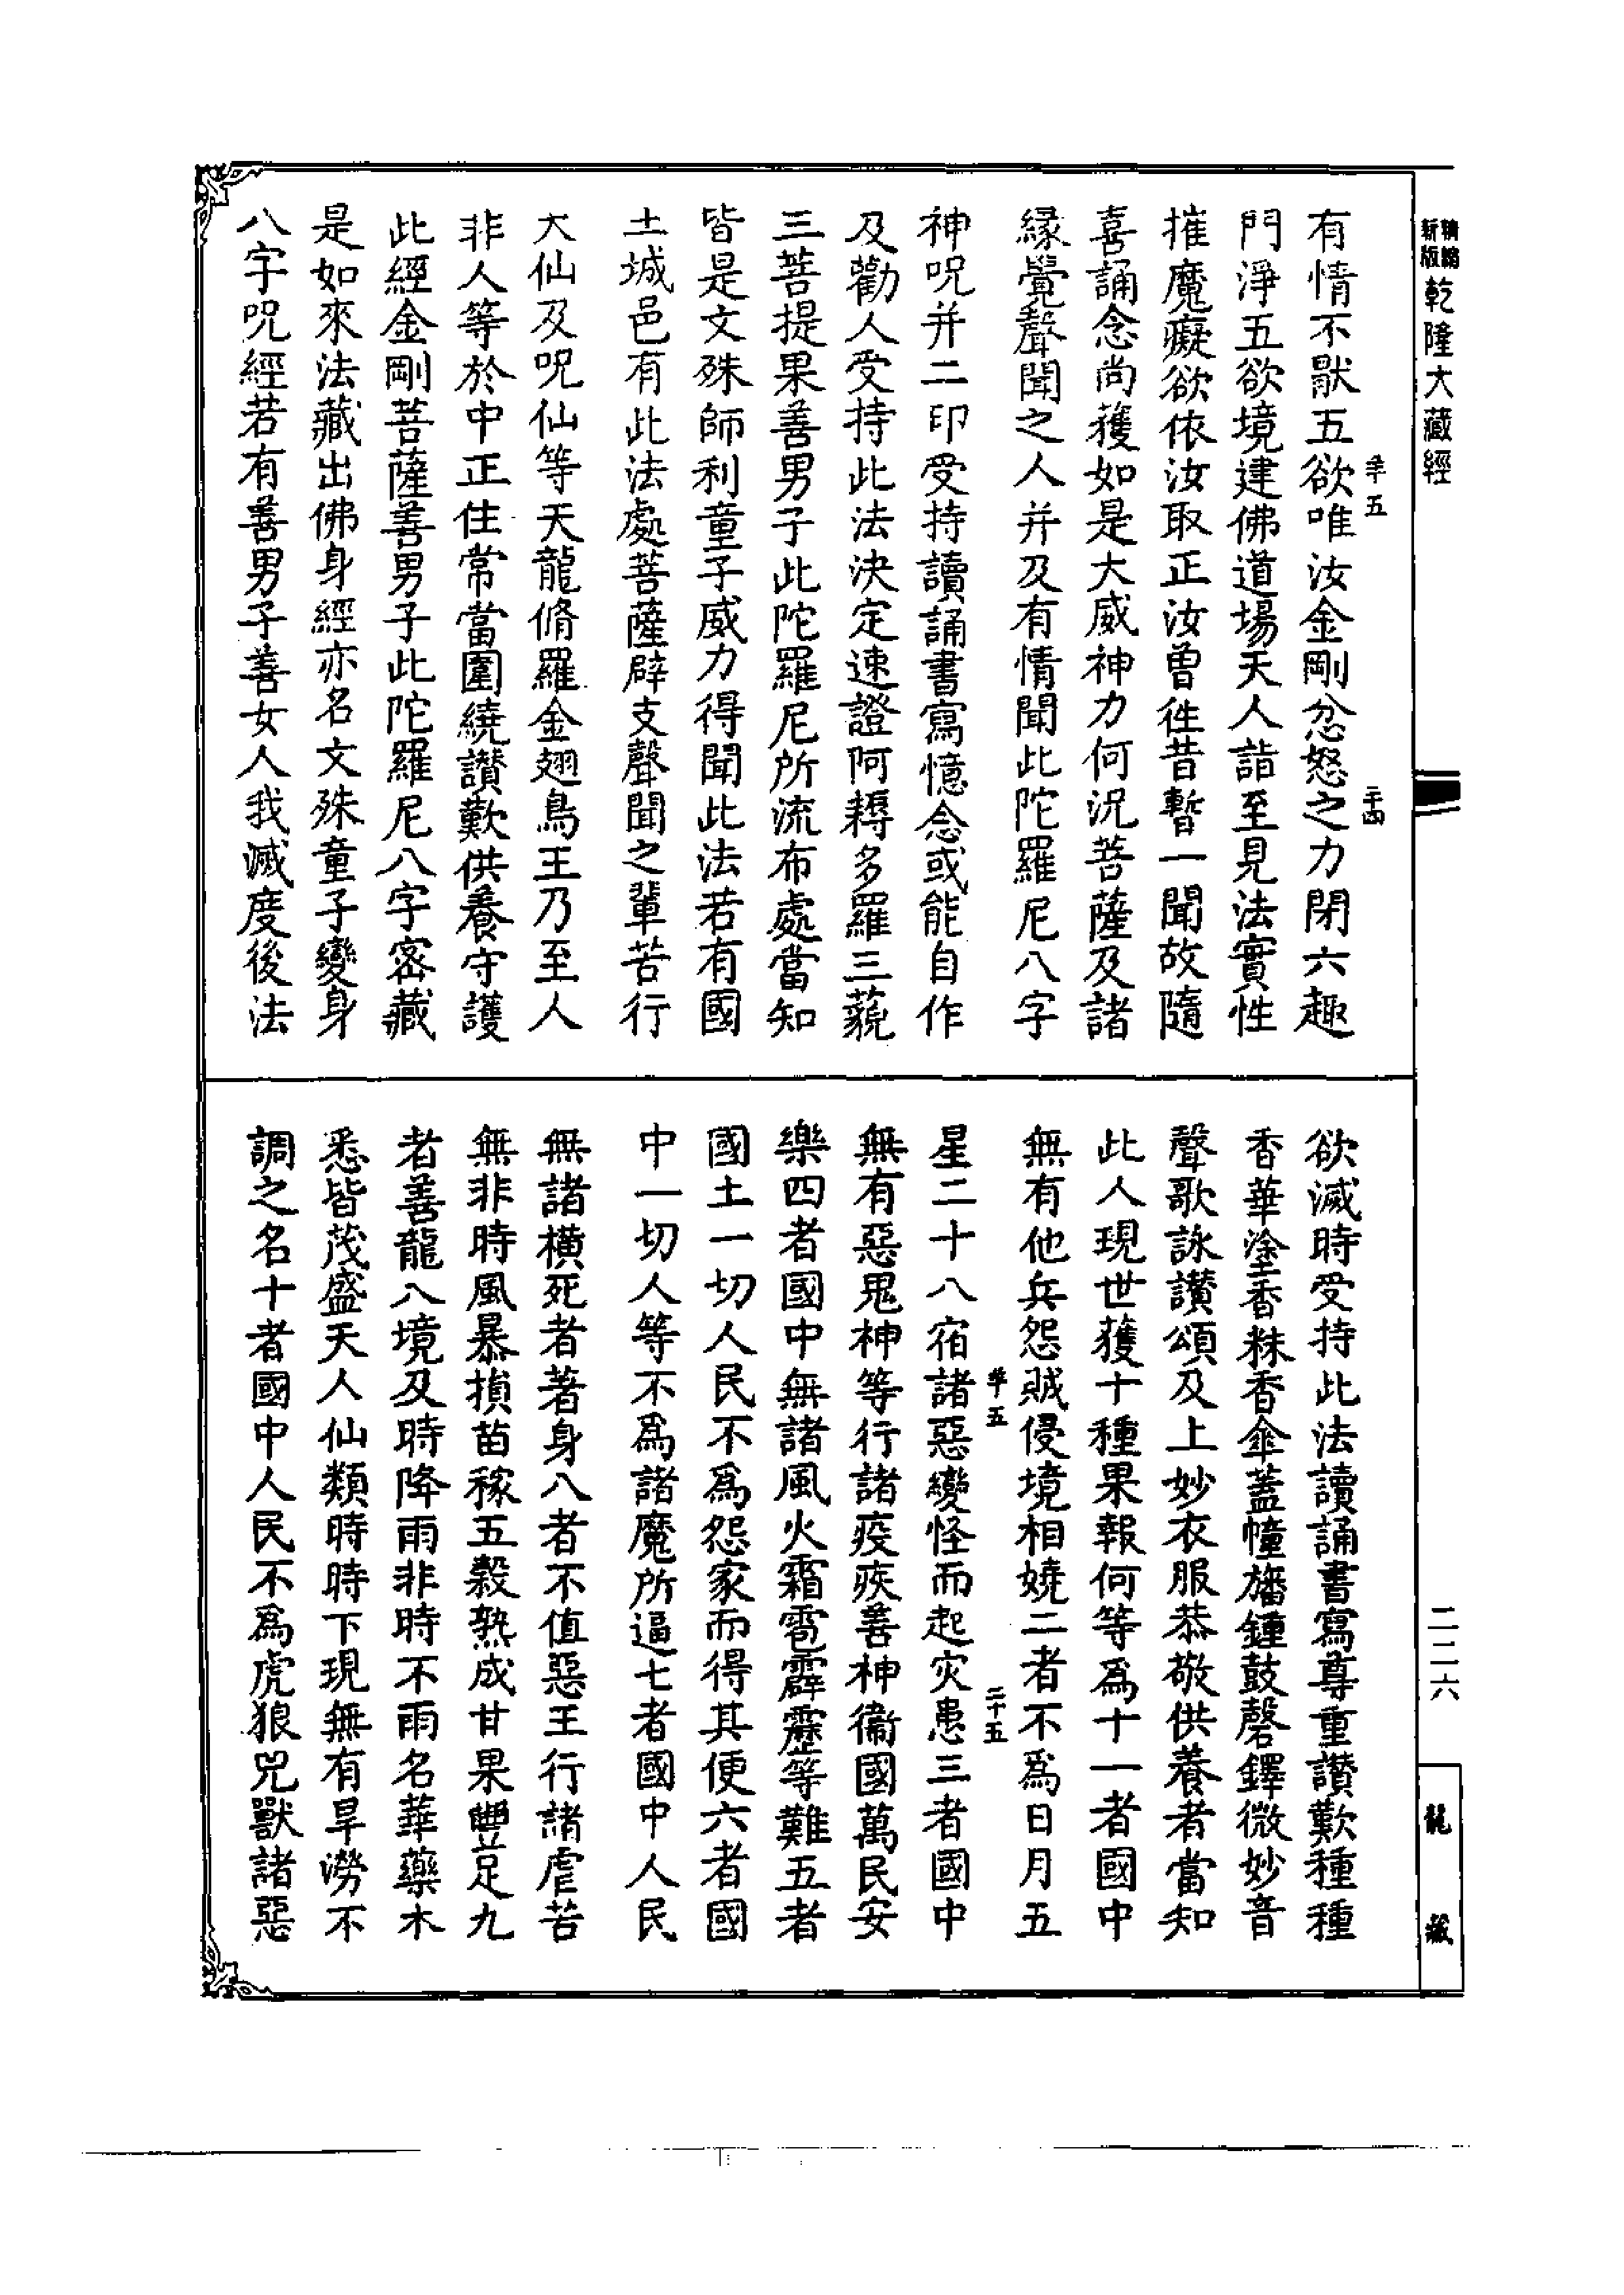 新版
精縮
乾隆大藏經
二二六
龍藏
有情不厭五欲唯汝金剛忿怒之力閉六趣
門淨五欲境建佛道場天人詣至見法實性
摧魔癡欲依汝取正汝曾徃昔暫一聞故隨
喜誦念尚獲如是大威神力何況菩薩及諸
縁覺聲聞之人并及有情聞此陀羅尼八字
神呪并二印受持讀誦書寫憶念或能自作
及勸人受持此法決定速證阿耨多羅三藐
三菩提果善男子此陀羅尼所流布處當知
皆是文殊師利童子威力得聞此法若有國
土城邑有此法處菩薩辟支聲聞之輩苦行
大仙及呪仙等天龍脩羅金翅鳥王乃至人
非人等於中正住常當圍繞讚歎供養守護
此經金剛菩薩善男子此陀羅尼八字密藏
是如來法藏出佛身經亦名文殊童子變身
八字呪經若有善男子善女人我滅度後法
欲滅時受持此法讀誦書寫尊重讃歎種種
香華塗香粖香傘蓋幢旛鍾鼓磬鐸微妙音
聲歌詠讃頌及上妙衣服恭敬供養者當知
此人現世獲十種果報何等爲十一者國中
無有他兵怨賊侵境相嬈二者不爲日月五
星二十八宿諸惡變怪而起灾患三者國中
無有惡鬼神等行諸疫疾善神衞國萬民安
樂四者國中無諸風火霜雹霹靂等難五者
國土一切人民不爲怨家而得其便六者國
中一切人等不爲諸魔所逼七者國中人民
無諸橫死者著身八者不值惡王行諸虐苦
無非時風暴損苗稼五穀熟成甘果豐足九
者善龍八境及時降雨非時不雨名華藥木
悉皆茂盛天人仙類時時下現無有旱澇不
調之名十者國中人民不爲虎狼兕獸諸惡